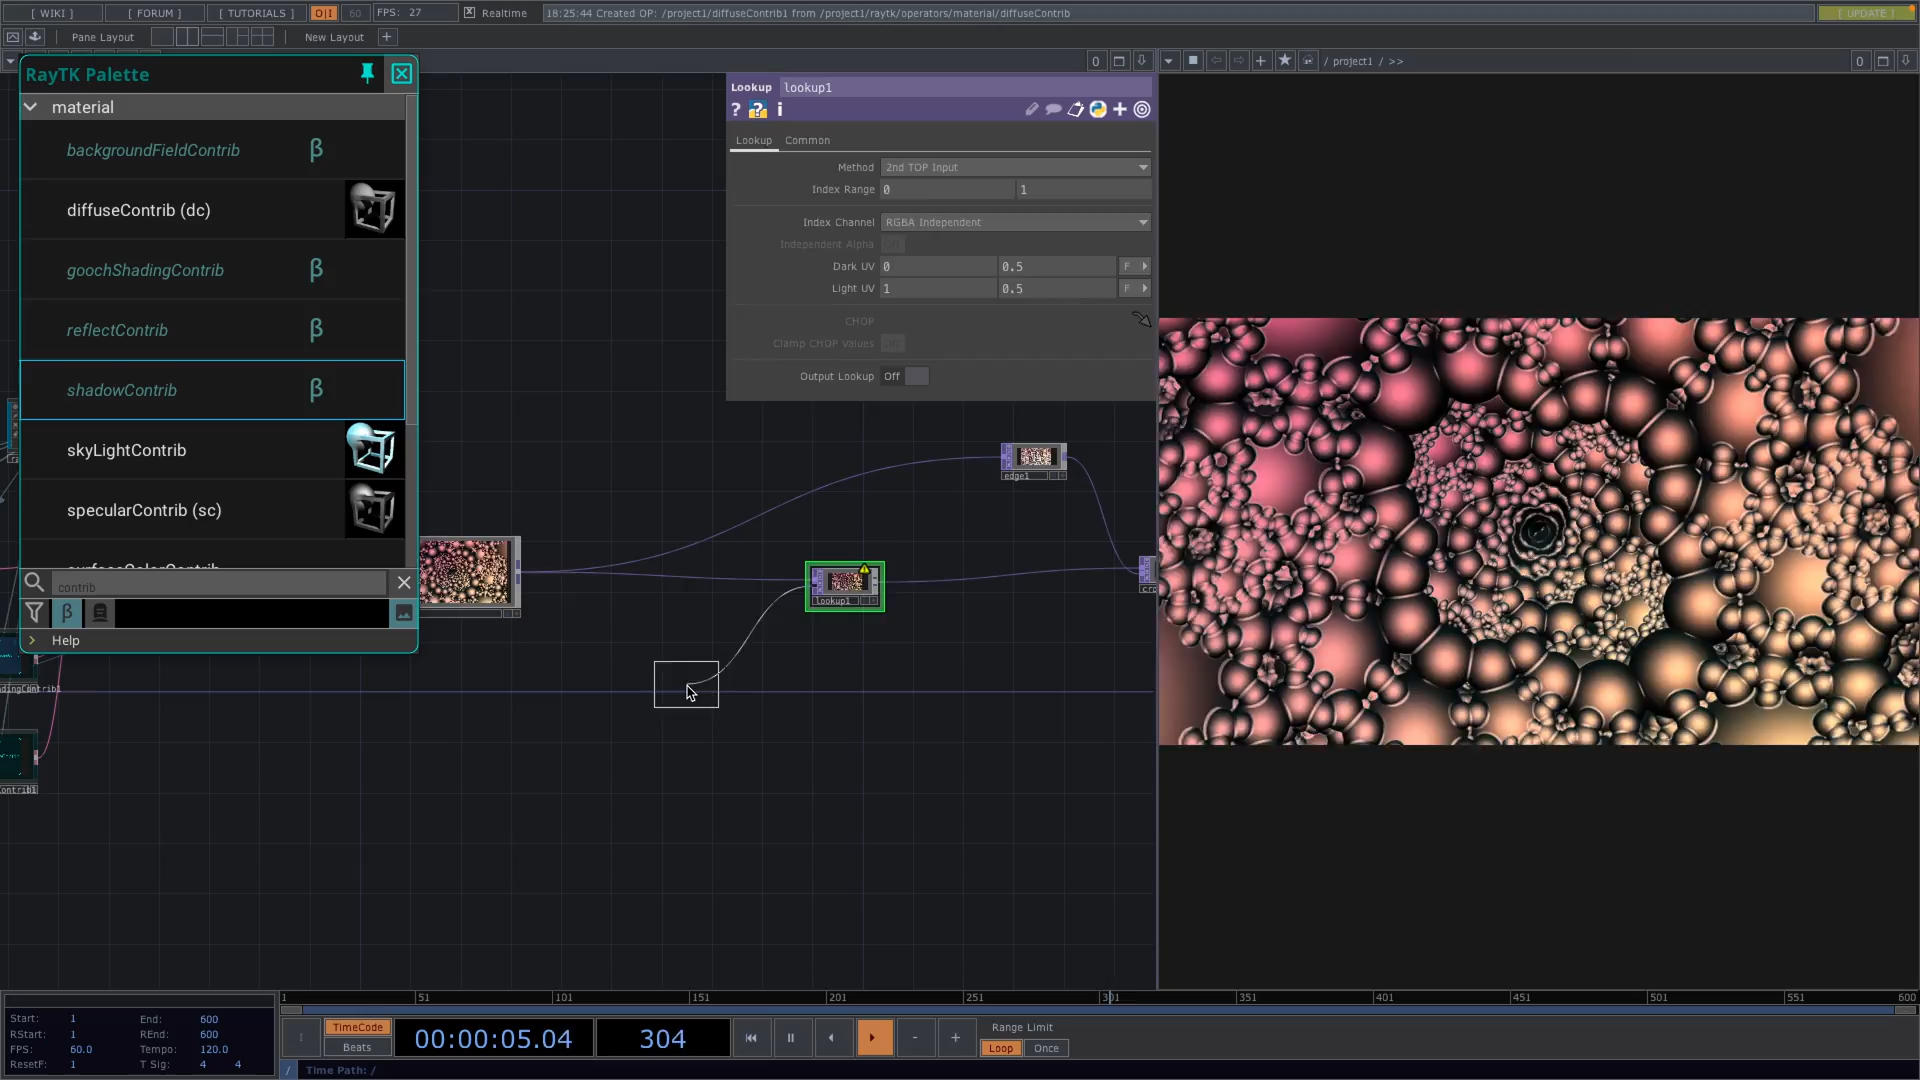 [ WIKI ]
[ FORUM ]
[ TUTORIALS ]
O|I
60
FPS: 27
Realtime
18:25:44 Created OP: /project1/diffuseContrib1 from /project1/raytk/operators/material/diffuseContrib
[ UPDATE ]
Pane Layout
New Layout
+
0
/ project1 / >>
0
RayTK Palette
material
backgroundFieldContrib
β
diffuseContrib (dc)
goochShadingContrib
β
reflectContrib
β
shadowContrib
β
skyLightContrib
specularContrib (sc)
contrib
β
Help
Lookup
lookup1
? ? i
Lookup
Common
Method
2nd TOP Input
Index Range
0
1
Index Channel
RGBA Independent
Independent Alpha
Dark UV
0
0.5
F
Light UV
1
0.5
F
CHOP
Clamp CHOP Values
Output Lookup
Off
edge1
lookup1
1
51
101
151
201
251
301
351
401
451
501
551
600
Start: 1
End: 600
RStart: 1
REnd: 600
FPS: 60.0
Tempo: 120.0
ResetF: 1
T Sig: 4 4
TimeCode
Beats
00:00:05.04
304
-
+
Range Limit
Loop
Once
/
Time Path: /